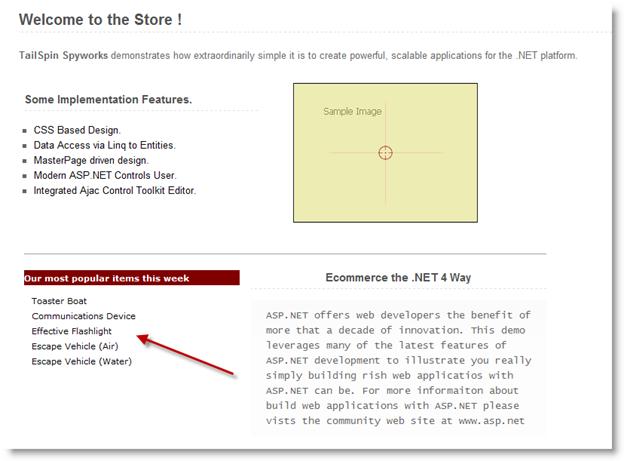 Welcome to the Store !
TailSpin Spyworks demonstrates how extraordinarily simple it is to create powerful, scalable applications for the .NET platform.
Some Implementation Features.
CSS Based Design.
Data Access via Linq to Entities.
MasterPage driven design.
Modern ASP.NET Controls User.
Integrated Ajac Control Toolkit Editor.
Sample Image
Our most popular items this week
Toaster Boat
Communications Device
Effective Flashlight
Escape Vehicle (Air)
Escape Vehicle (Water)
Ecommerce the .NET 4 Way
ASP.NET offers web developers the benefit of
more that a decade of innovation. This demo
leverages many of the latest features of
ASP.NET development to illustrate you really
simply building rish web applicatios with
ASP.NET can be. For more informaiton about
build web applications with ASP.NET please
vists the community web site at www.asp.net